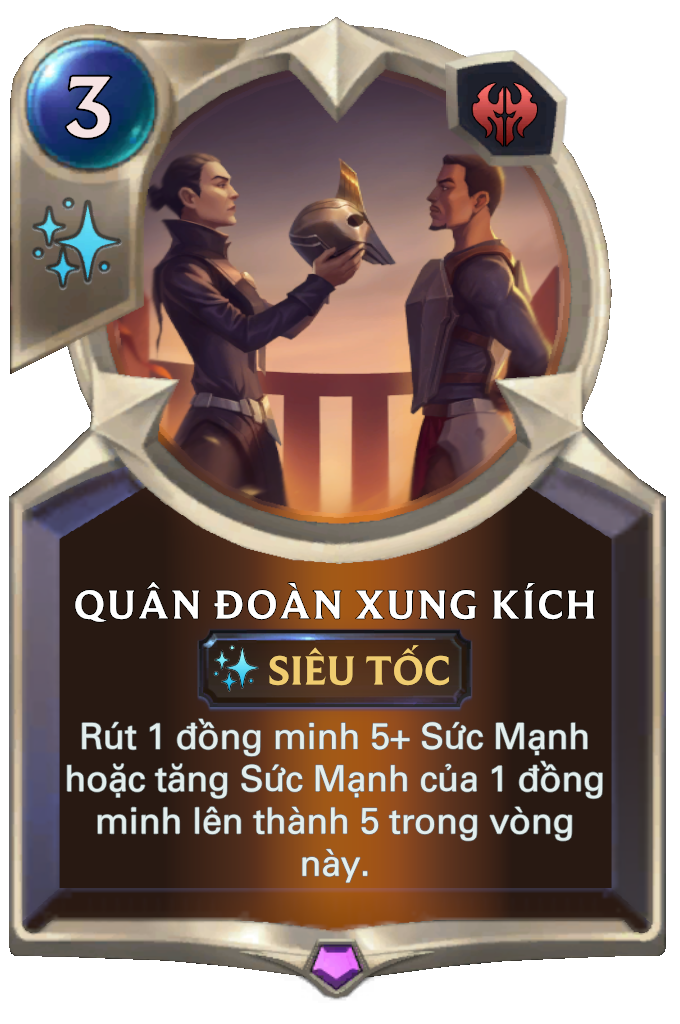 3
QUÂN ĐOÀN XUNG KÍCH
SIÊU TỐC
Rút 1 đồng minh 5+ Sức Mạnh
hoặc tăng Sức Mạnh của 1 đồng
minh lên thành 5 trong vòng
này.